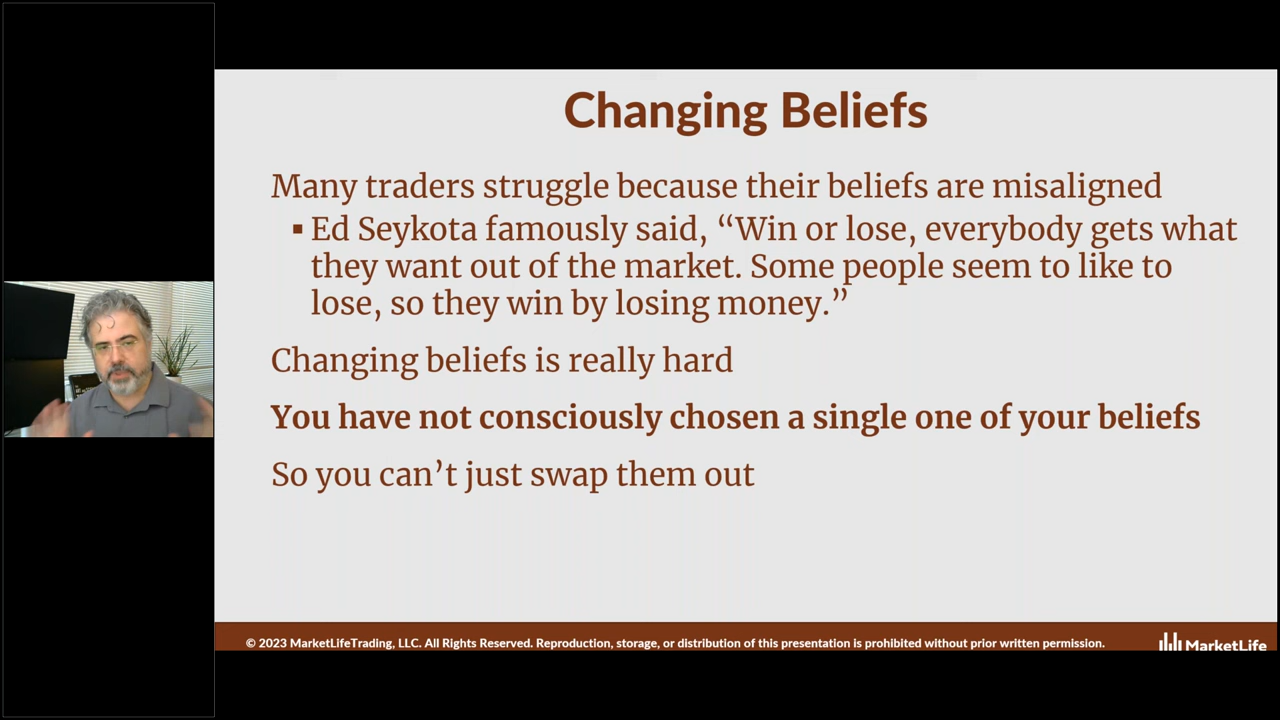 Changing Beliefs
Many traders struggle because their beliefs are misaligned
▪ Ed Seykota famously said, “Win or lose, everybody gets what
they want out of the market. Some people seem to like to
lose, so they win by losing money.”
Changing beliefs is really hard
You have not consciously chosen a single one of your beliefs
So you can’t just swap them out
© 2023 MarketLifeTrading, LLC. All Rights Reserved. Reproduction, storage, or distribution of this presentation is prohibited without prior written permission.
MarketLife